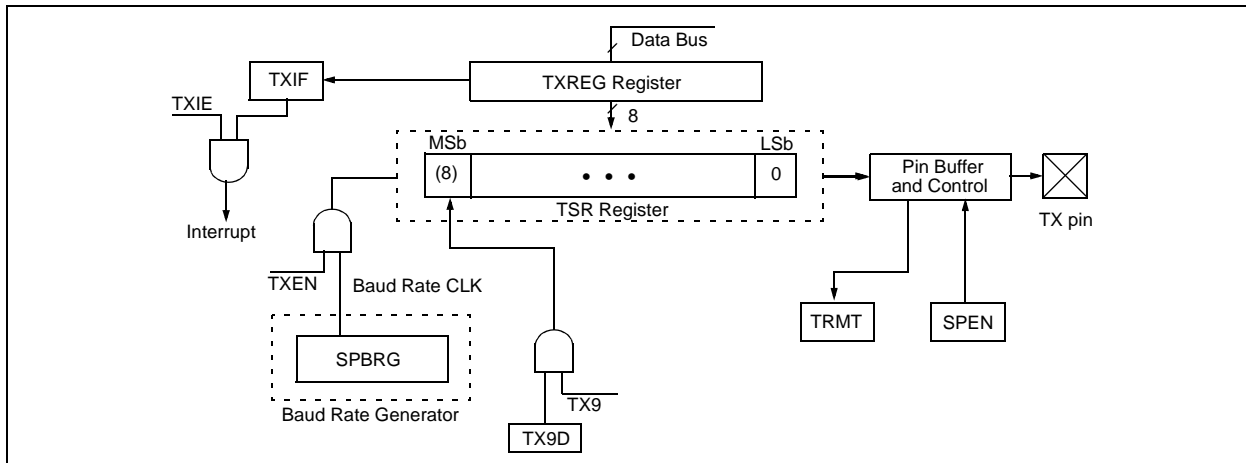 Data Bus
TXIF
TXREG Register
TXIE
8
MSb
LSb
(8)
• • •
0
Pin Buffer
and Control
TSR Register
Interrupt
TX pin
TXEN
Baud Rate CLK
TRMT
SPEN
SPBRG
TX9
Baud Rate Generator
TX9D